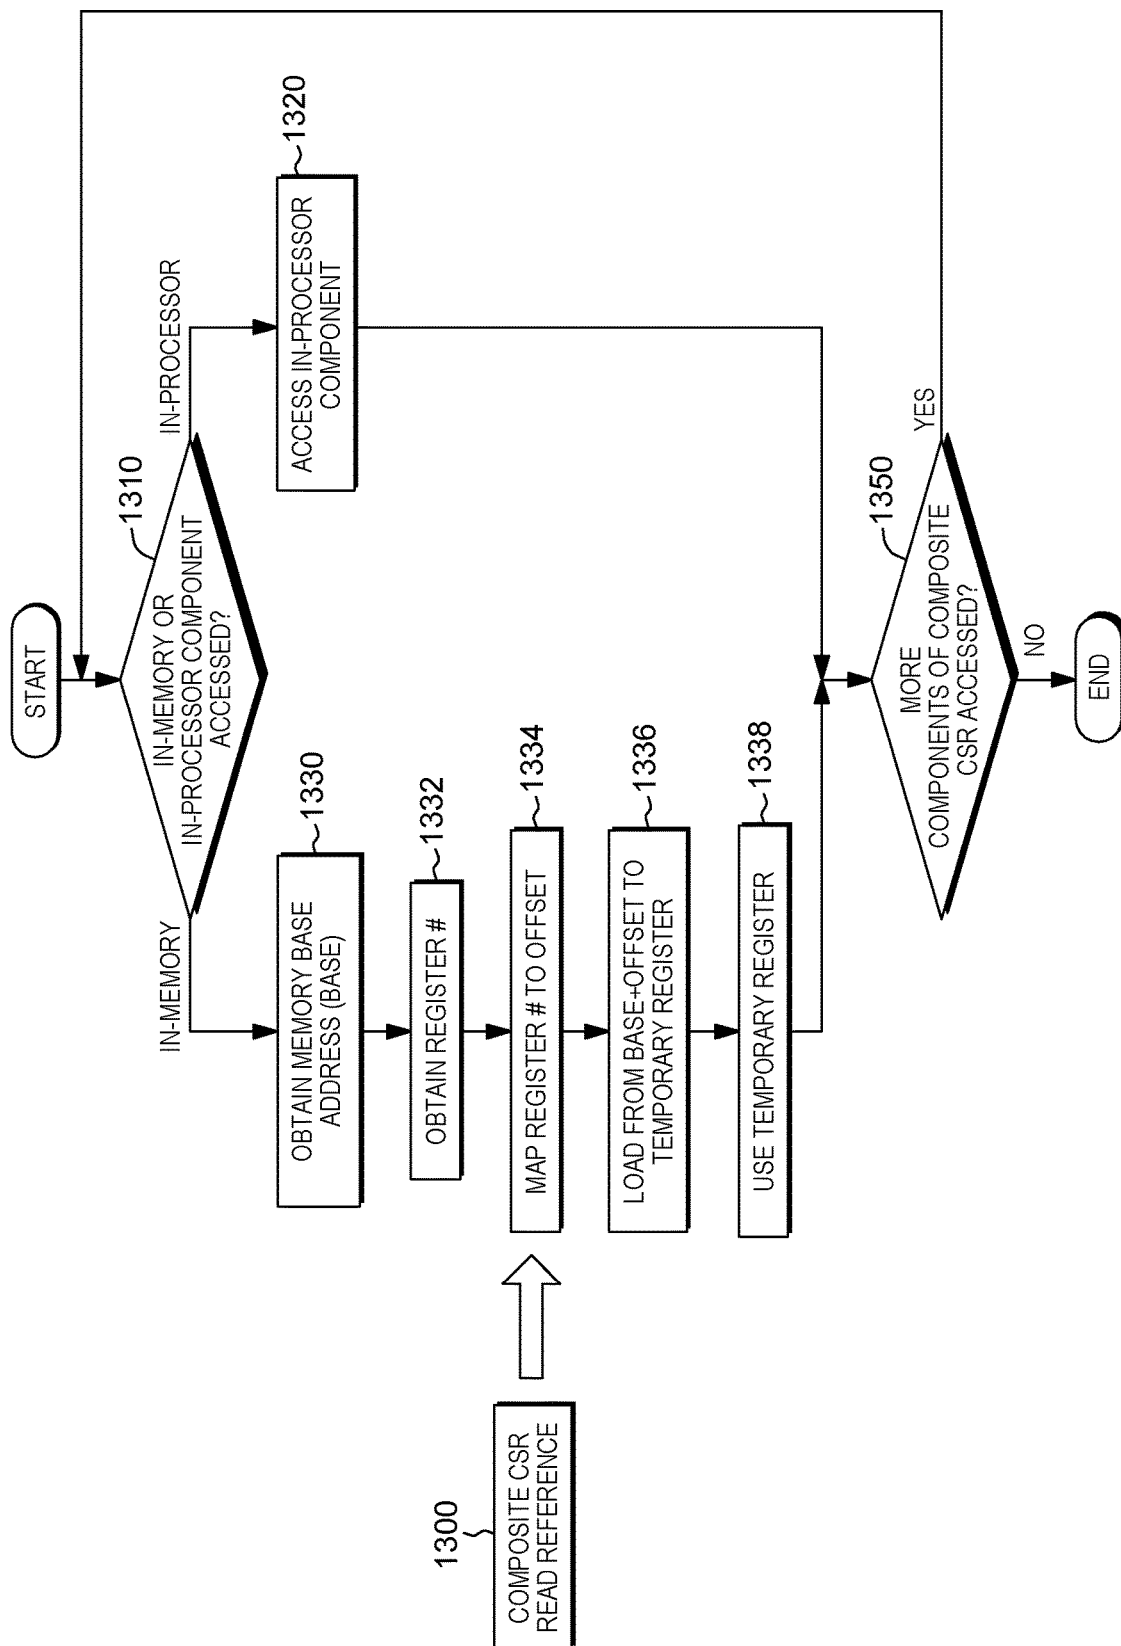 1300
COMPOSITE CSR
READ REFERENCE
START
1310
IN-MEMORY OR
IN-PROCESSOR COMPONENT
ACCESSED?
IN-MEMORY
IN-PROCESSOR
1320
ACCESS IN-PROCESSOR
COMPONENT
1330
OBTAIN MEMORY BASE
ADDRESS (BASE)
1332
OBTAIN REGISTER #
1334
MAP REGISTER # TO OFFSET
1336
LOAD FROM BASE+OFFSET TO
TEMPORARY REGISTER
1338
USE TEMPORARY REGISTER
1350
MORE
COMPONENTS OF COMPOSITE
CSR ACCESSED?
YES
NO
END